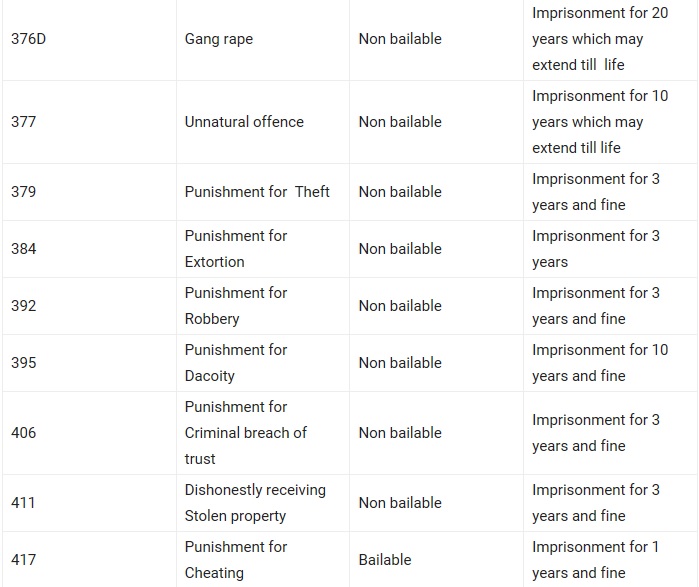 376D
Gang rape
Non bailable
Imprisonment for 20
years which may
extend till  life
377
Unnatural offence
Non bailable
Imprisonment for 10
years which may
extend till life
379
Punishment for  Theft
Non bailable
Imprisonment for 3
years and fine
384
Punishment for
Extortion
Non bailable
Imprisonment for 3
years
392
Punishment for
Robbery
Non bailable
Imprisonment for 3
years and fine
395
Punishment for
Dacoity
Non bailable
Imprisonment for 10
years and fine
406
Punishment for
Criminal breach of
trust
Non bailable
Imprisonment for 3
years and fine
411
Dishonestly receiving
Stolen property
Non bailable
Imprisonment for 3
years and fine
417
Punishment for
Cheating
Bailable
Imprisonment for 1
years and fine